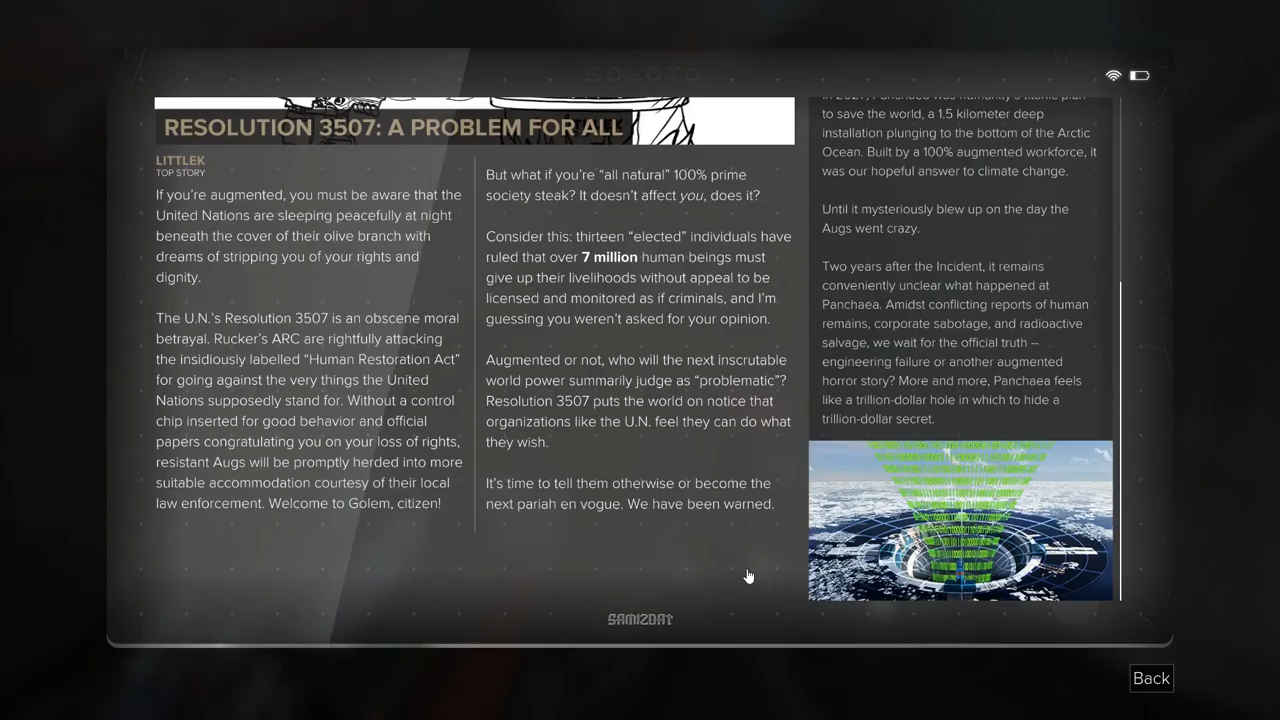 SOLOTO
RESOLUTION 3507: A PROBLEM FOR ALL
LITTLEK
TOP STORY
If you're augmented, you must be aware that the
United Nations are sleeping peacefully at night
beneath the cover of their olive branch with
dreams of stripping you of your rights and
dignity.
The U.N.'s Resolution 3507 is an obscene moral
betrayal. Rucker's ARC are rightfully attacking
the insidiously labelled “Human Restoration Act”
for going against the very things the United
Nations supposedly stand for. Without a control
chip inserted for good behavior and official
papers congratulating you on your loss of rights,
resistant Augs will be promptly herded into more
suitable accommodation courtesy of their local
law enforcement. Welcome to Golem, citizen!
But what if you're “all natural” 100% prime
society steak? It doesn't affect you, does it?
Consider this: thirteen “elected” individuals have
ruled that over 7 million human beings must
give up their livelihoods without appeal to be
licensed and monitored as if criminals, and I'm
guessing you weren't asked for your opinion.
Augmented or not, who will the next inscrutable
world power summarily judge as “problematic”?
Resolution 3507 puts the world on notice that
organizations like the U.N. feel they can do what
they wish.
It's time to tell them otherwise or become the
next pariah en vogue. We have been warned.
In 2027, Panchaea was humanity's titanic plan
to save the world, a 1.5 kilometer deep
installation plunging to the bottom of the Arctic
Ocean. Built by a 100% augmented workforce, it
was our hopeful answer to climate change.
Until it mysteriously blew up on the day the
Augs went crazy.
Two years after the Incident, it remains
conveniently unclear what happened at
Panchaea. Amidst conflicting reports of human
remains, corporate sabotage, and radioactive
salvage, we wait for the official truth --
engineering failure or another augmented
horror story? More and more, Panchaea feels
like a trillion-dollar hole in which to hide a
trillion-dollar secret.
SAMIZDAT
Back